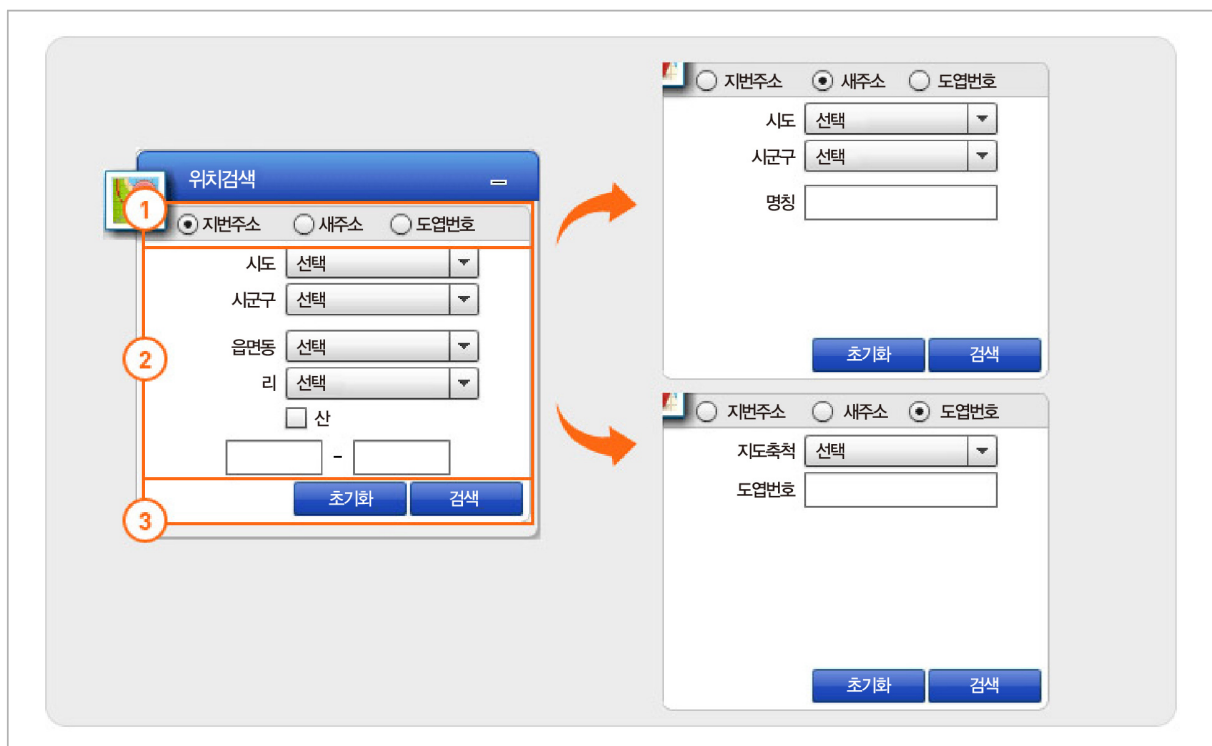 위치검색
1
지번주소 새주소 도엽번호
시도 선택
시군구 선택
2
읍면동 선택
리 선택
산
-
3
초기화 검색
지번주소 새주소 도엽번호
시도 선택
시군구 선택
명칭
초기화 검색
지번주소 새주소 도엽번호
지도축척 선택
도엽번호
초기화 검색